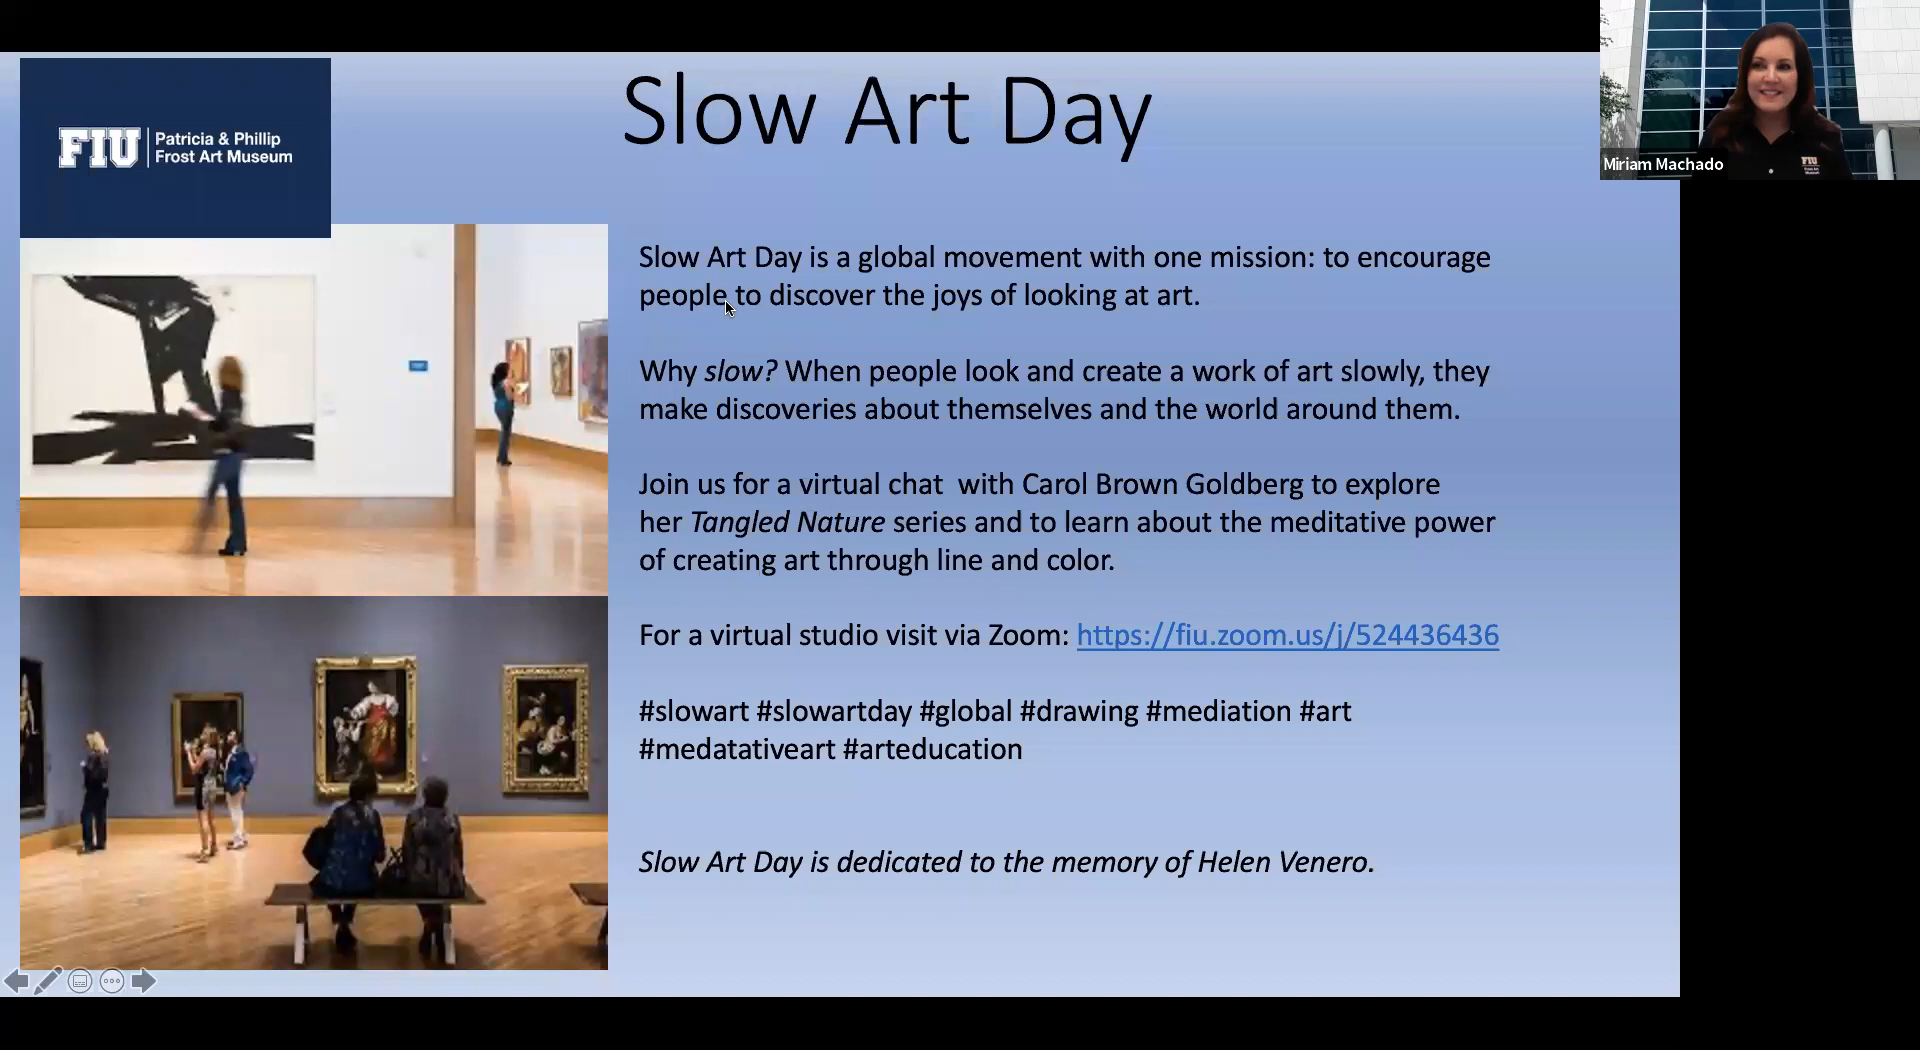 FIU Patricia & Phillip
Frost Art Museum
Slow Art Day
Miriam Machado
FIU
Slow Art Day is a global movement with one mission: to encourage
people to discover the joys of looking at art.
Why slow? When people look and create a work of art slowly, they
make discoveries about themselves and the world around them.
Join us for a virtual chat  with Carol Brown Goldberg to explore
her Tangled Nature series and to learn about the meditative power
of creating art through line and color.
For a virtual studio visit via Zoom: https://fiu.zoom.us/j/524436436
#slowart #slowartday #global #drawing #mediation #art
#medatativeart #arteducation
Slow Art Day is dedicated to the memory of Helen Venero.